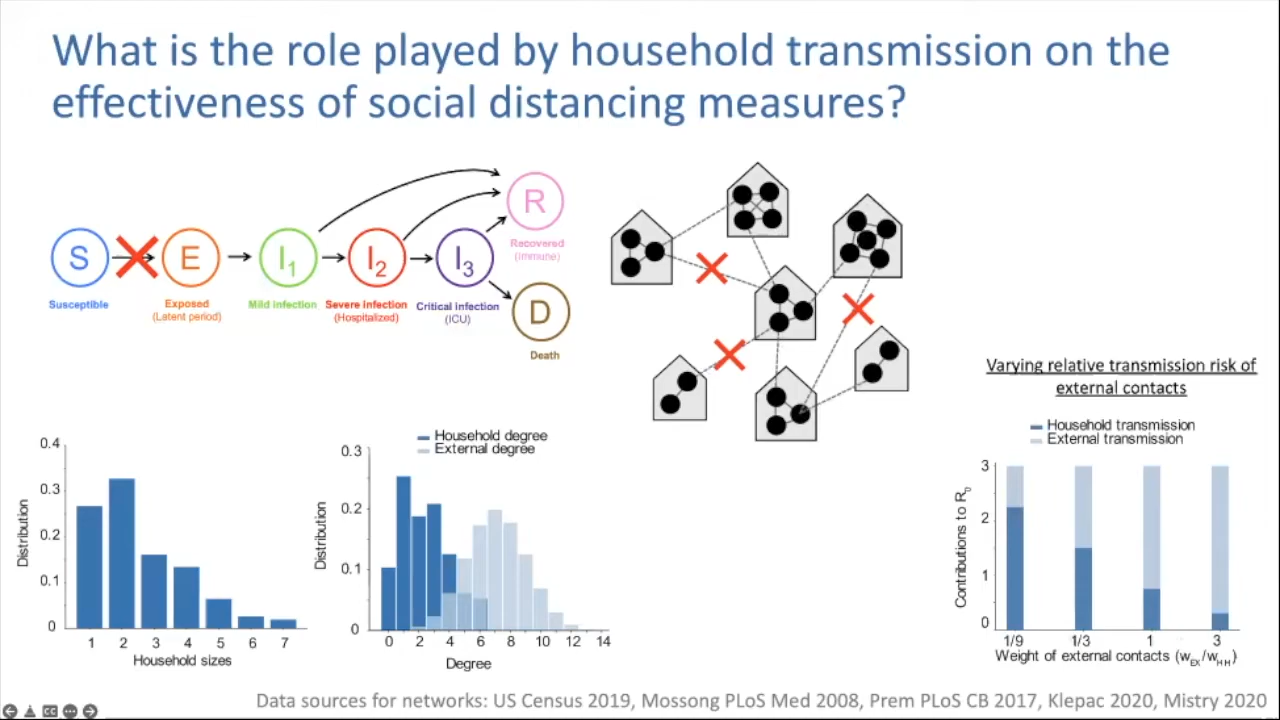 What is the role played by household transmission on the
effectiveness of social distancing measures?
S
E
I1
I2
I3
R
D
Susceptible
Exposed
(Latent period)
Mild infection
Severe infection
(Hospitalized)
Critical infection
(ICU)
Recovered
(Immune)
Death
Varying relative transmission risk of
external contacts
0.4
0.3
0.2
0.1
0
Distribution
1 2 3 4 5 6 7
Household sizes
Household degree
External degree
0.3
0.2
0.1
0
Distribution
0 2 4 6 8 10 12 14
Degree
Household transmission
External transmission
3
2
1
0
Contributions to R0
1/9 1/3 1 3
Weight of external contacts (wEX/wHH)
Data sources for networks: US Census 2019, Mossong PLoS Med 2008, Prem PLoS CB 2017, Klepac 2020, Mistry 2020
CC